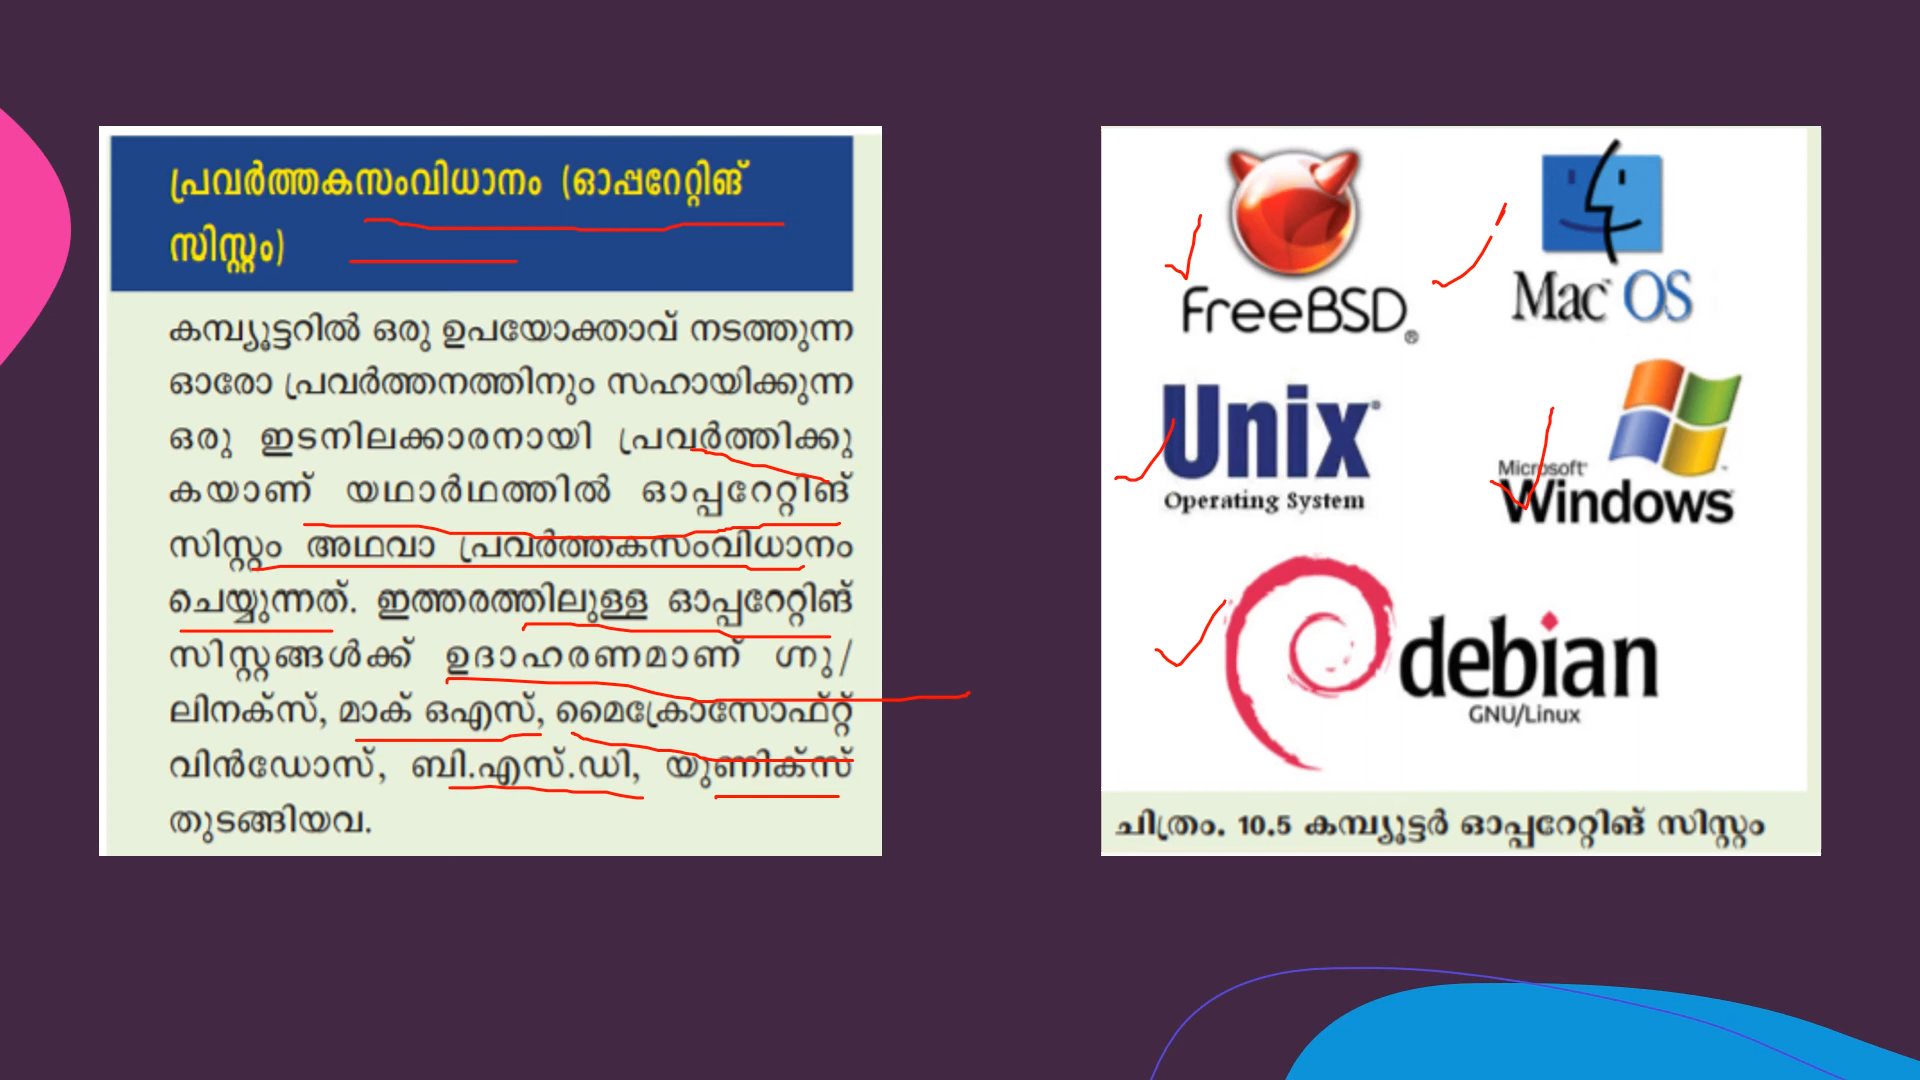 പ്രവർത്തകസംവിധാനം (ഓപ്പറേറ്റിങ്
സിസ്റ്റം)
കമ്പ്യൂട്ടറിൽ ഒരു ഉപയോക്താവ് നടത്തുന്ന
ഓരോ പ്രവർത്തനത്തിനും സഹായിക്കുന്ന
ഒരു ഇടനിലക്കാരനായി പ്രവർത്തിക്കു
കയാണ് യഥാർഥത്തിൽ ഓപ്പറേറ്റിങ്
സിസ്റ്റം അഥവാ പ്രവർത്തകസംവിധാനം
ചെയ്യുന്നത്. ഇത്തരത്തിലുള്ള ഓപ്പറേറ്റിങ്
സിസ്റ്റങ്ങൾക്ക് ഉദാഹരണമാണ് ഗ്നു/
ലിനക്സ്, മാക് ഒഎസ്, മൈക്രോസോഫ്റ്റ്
വിൻഡോസ്, ബി.എസ്.ഡി, യുണിക്സ്
തുടങ്ങിയവ.
FreeBSD®
Mac OS
Unix®
Operating System
Microsoft®
Windows
debian
GNU/Linux
ചിത്രം. 10.5 കമ്പ്യൂട്ടർ ഓപ്പറേറ്റിങ് സിസ്റ്റം